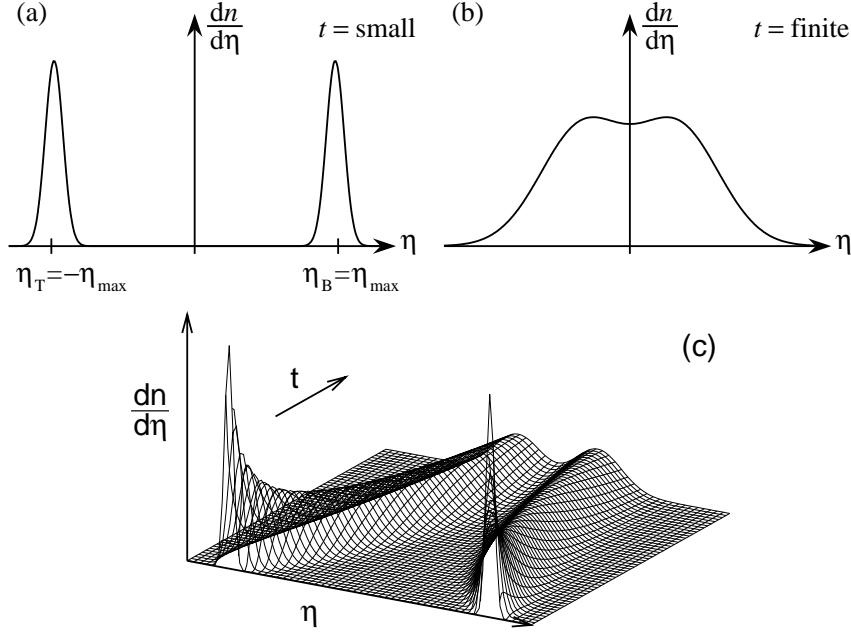 (a)
dn
dη
t = small
η_T=−η_max
η_B=η_max
η
(b)
dn
dη
t = finite
η
(c)
dn
dη
t
η